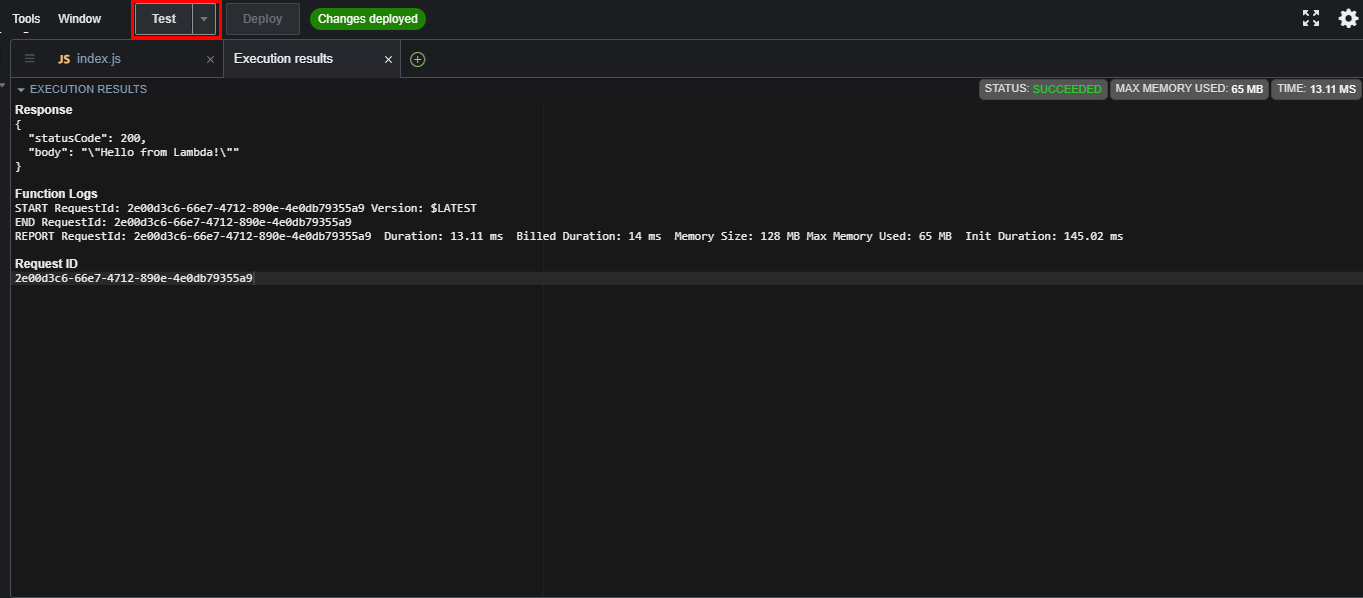 Tools Window Test Deploy Changes deployed
JS index.js Execution results
EXECUTION RESULTS STATUS: SUCCEEDED MAX MEMORY USED: 65 MB TIME: 13.11 MS
Response
{
  "statusCode": 200,
  "body": "\"Hello from Lambda!\""
}
Function Logs
START RequestId: 2e00d3c6-66e7-4712-890e-4e0db79355a9 Version: $LATEST
END RequestId: 2e00d3c6-66e7-4712-890e-4e0db79355a9
REPORT RequestId: 2e00d3c6-66e7-4712-890e-4e0db79355a9  Duration: 13.11 ms  Billed Duration: 14 ms  Memory Size: 128 MB Max Memory Used: 65 MB  Init Duration: 145.02 ms
Request ID
2e00d3c6-66e7-4712-890e-4e0db79355a9